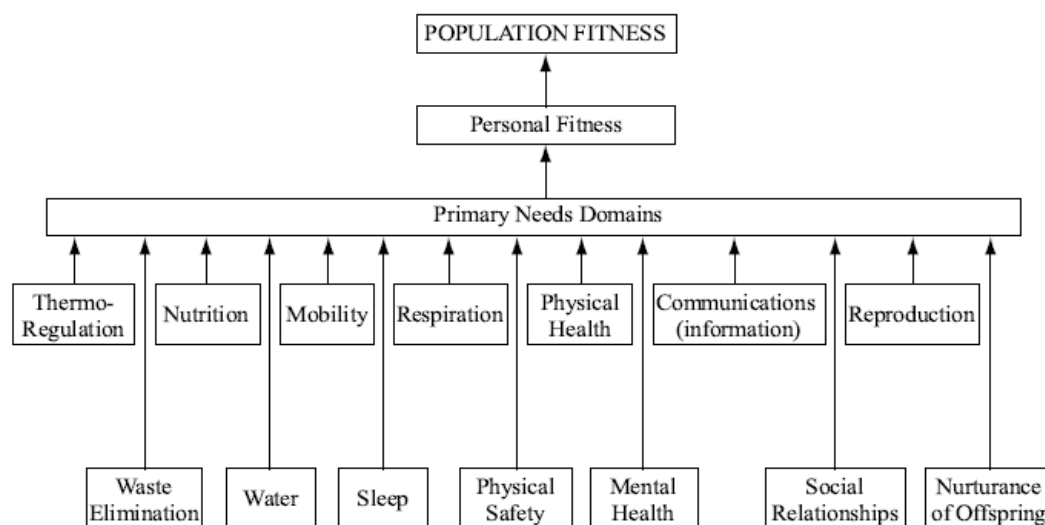 POPULATION FITNESS
Personal Fitness
Primary Needs Domains
Thermo-
Regulation
Nutrition
Mobility
Respiration
Physical
Health
Communications
(information)
Reproduction
Waste
Elimination
Water
Sleep
Physical
Safety
Mental
Health
Social
Relationships
Nurturance
of Offspring